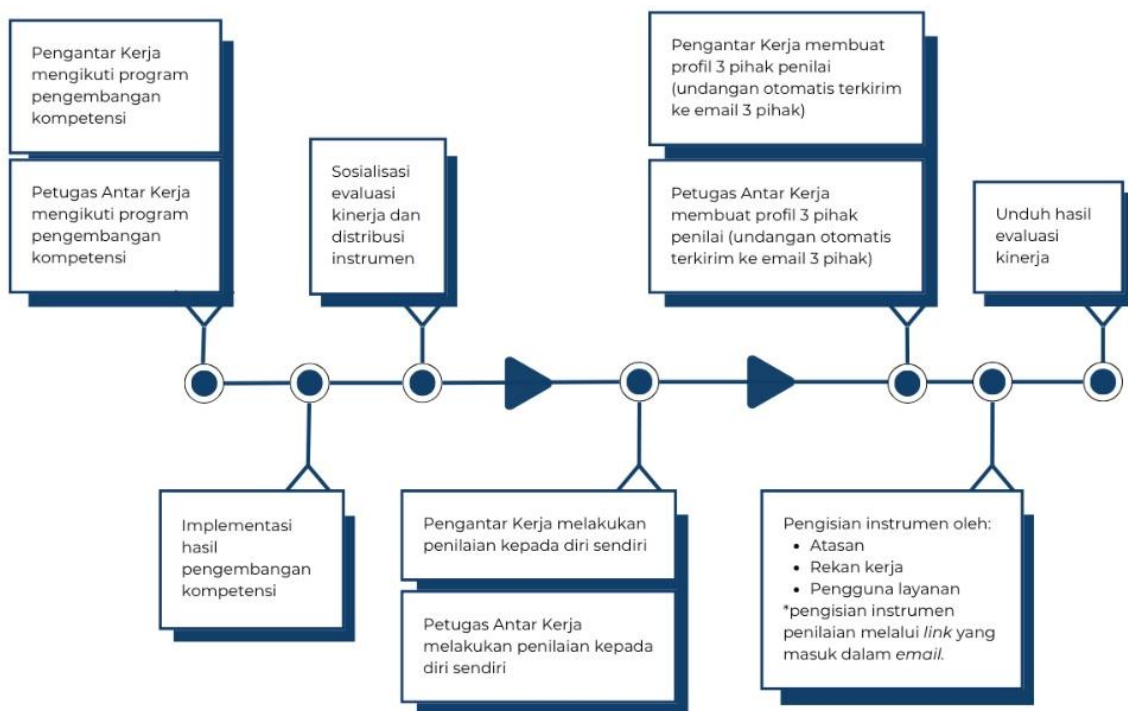 Pengantar Kerja
mengikuti program
pengembangan
kompetensi
Petugas Antar Kerja
mengikuti program
pengembangan
kompetensi
Implementasi
hasil
pengembangan
kompetensi
Sosialisasi
evaluasi
kinerja dan
distribusi
instrumen
Pengantar Kerja melakukan
penilaian kepada diri sendiri
Petugas Antar Kerja
melakukan penilaian kepada
diri sendiri
Pengantar Kerja membuat
profil 3 pihak penilai
(undangan otomatis terkirim
ke email 3 pihak)
Petugas Antar Kerja
membuat profil 3 pihak
penilai (undangan otomatis
terkirim ke email 3 pihak)
Pengisian instrumen oleh:
• Atasan
• Rekan kerja
• Pengguna layanan
*pengisian instrumen
penilaian melalui link yang
masuk dalam email.
Unduh hasil
evaluasi
kinerja